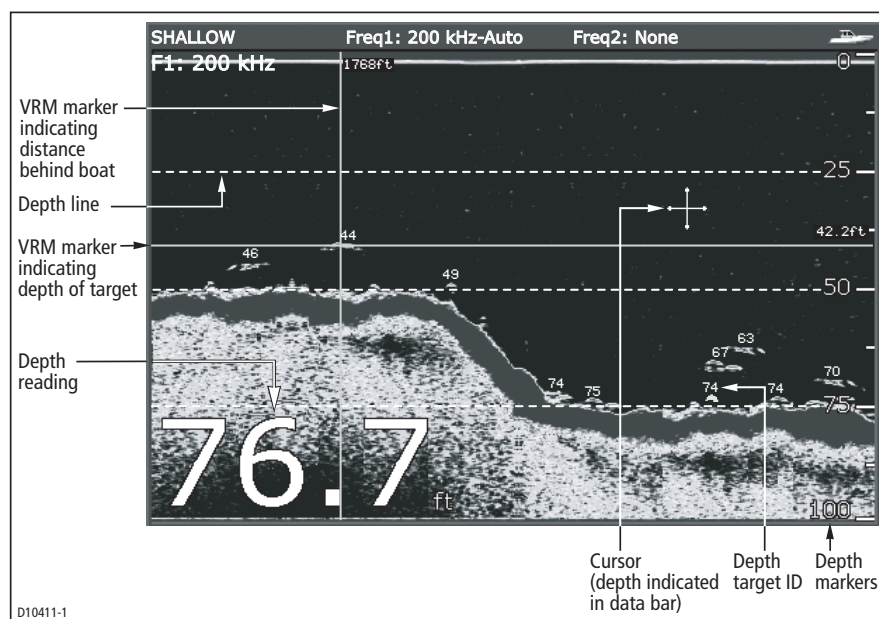 SHALLOW Freq1: 200 kHz-Auto Freq2: None
F1: 200 kHz
1768ft
0
VRM marker
indicating
distance
behind boat
25
Depth line
42.2ft
VRM marker
indicating
depth of target
44
46
49
50
63
67
70
Depth
reading
74
75
74
74
75
76.7 ft
100
Cursor
(depth indicated
in data bar)
Depth
target ID
Depth
markers
D10411-1